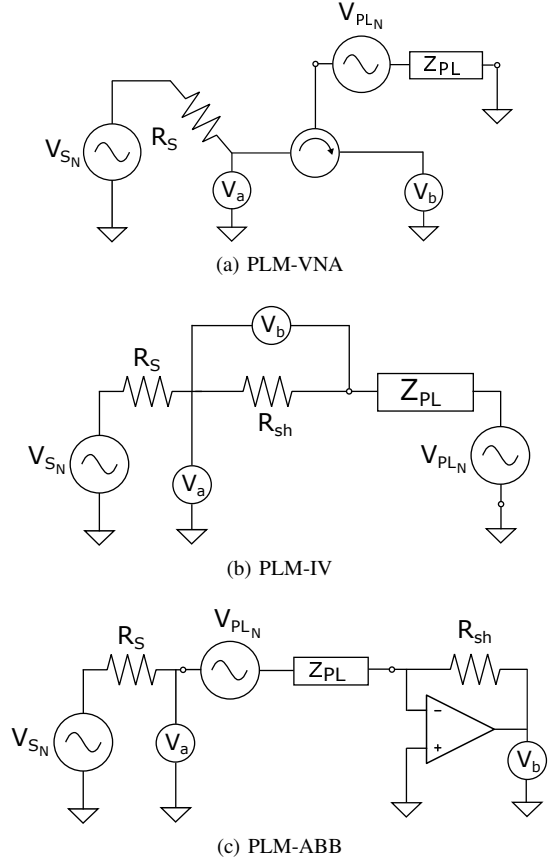 V_PL_N
Z_PL
R_S
V_S_N
V_a
V_b
(a) PLM-VNA
V_b
R_S
R_sh
Z_PL
V_S_N
V_a
V_PL_N
(b) PLM-IV
V_PL_N
R_S
R_sh
Z_PL
V_S_N
V_a
-
+
V_b
(c) PLM-ABB